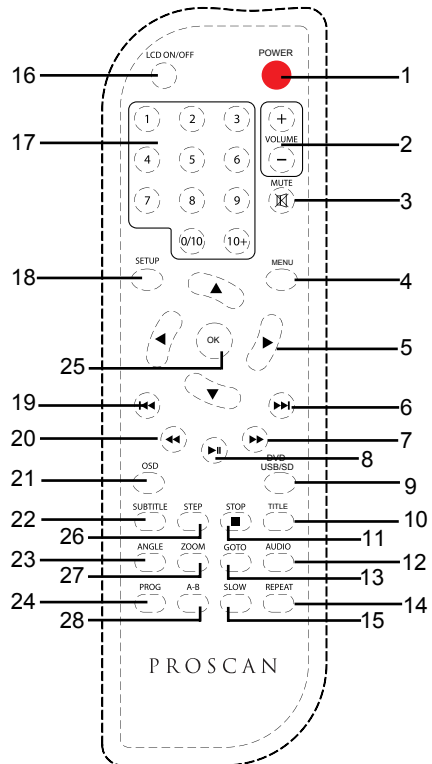 LCD ON/OFF POWER
16 1
17 1 2 3 +
VOLUME 2
4 5 6 −
MUTE
7 8 9 3
0/10 10+
SETUP MENU
18 4
OK 5
25
19 6
20 7
8
OSD DVD
USB/SD
21 9
SUBTITLE STEP STOP TITLE
22 26 11 10
ANGLE ZOOM GOTO AUDIO
23 27 13 12
PROG A-B SLOW REPEAT
24 28 15 14
PROSCAN